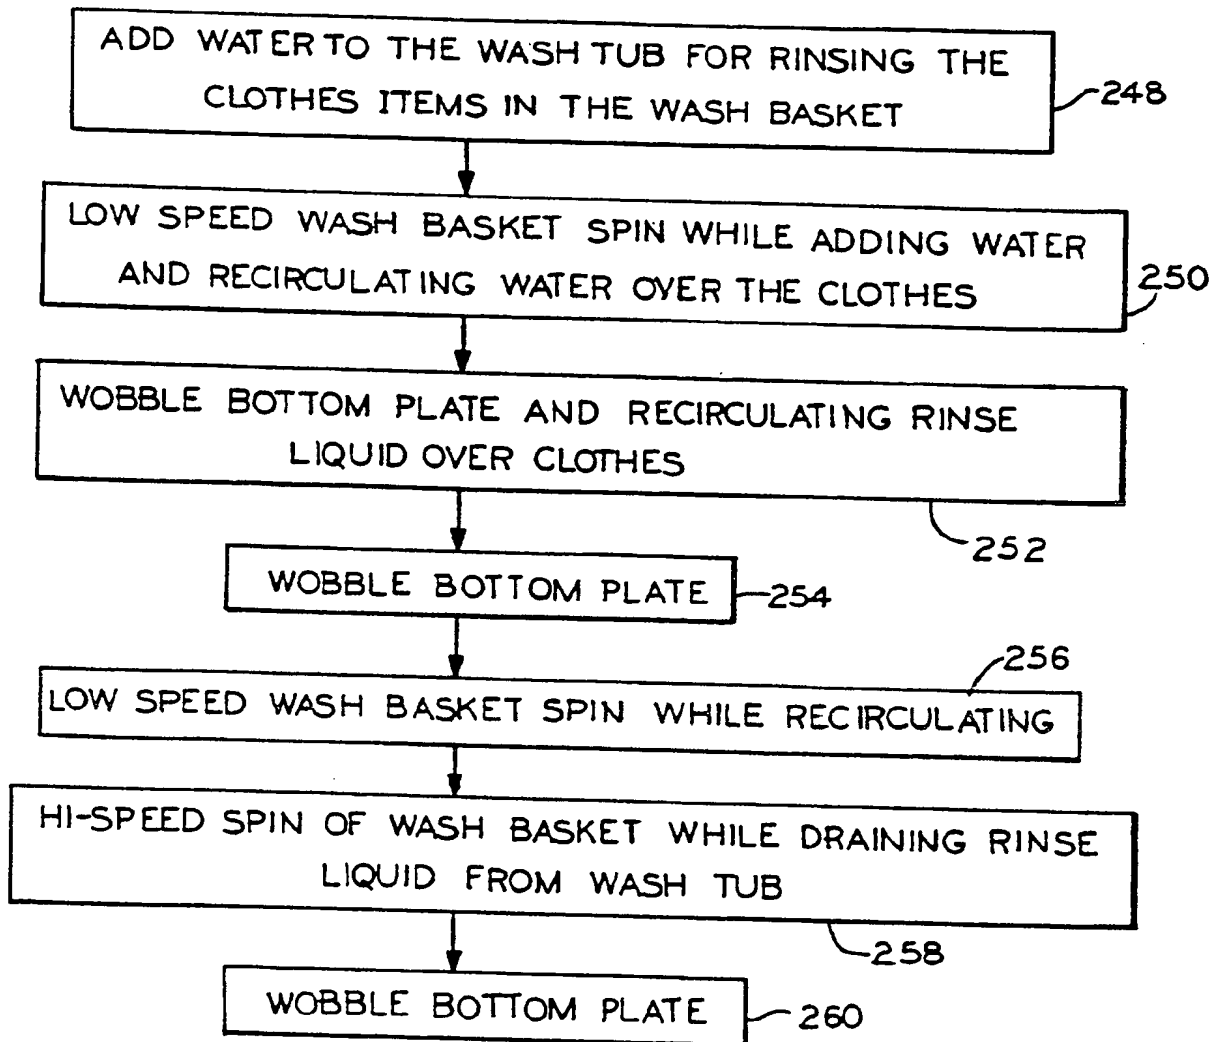 ADD WATER TO THE WASH TUB FOR RINSING THE
CLOTHES ITEMS IN THE WASH BASKET
248
LOW SPEED WASH BASKET SPIN WHILE ADDING WATER
AND RECIRCULATING WATER OVER THE CLOTHES
250
WOBBLE BOTTOM PLATE AND RECIRCULATING RINSE
LIQUID OVER CLOTHES
252
WOBBLE BOTTOM PLATE
254
256
LOW SPEED WASH BASKET SPIN WHILE RECIRCULATING
HI-SPEED SPIN OF WASH BASKET WHILE DRAINING RINSE
LIQUID FROM WASH TUB
258
WOBBLE BOTTOM PLATE
260